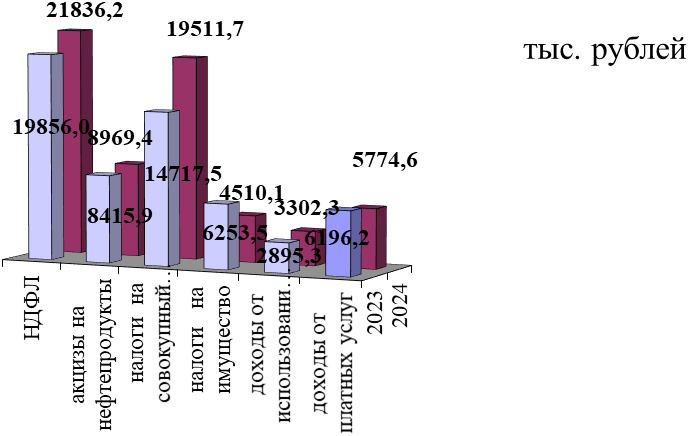 21836,2
19511,7
тыс. рублей
19856,0
8969,4
14717,5
4510,1
3302,3
5774,6
8415,9
6253,5
2895,3
6196,2
НДФЛ
акцизы на
нефтепродукты
налоги на
совокупный…
налоги на
имущество
доходы от
использовани…
доходы от
платных услуг
2023
2024